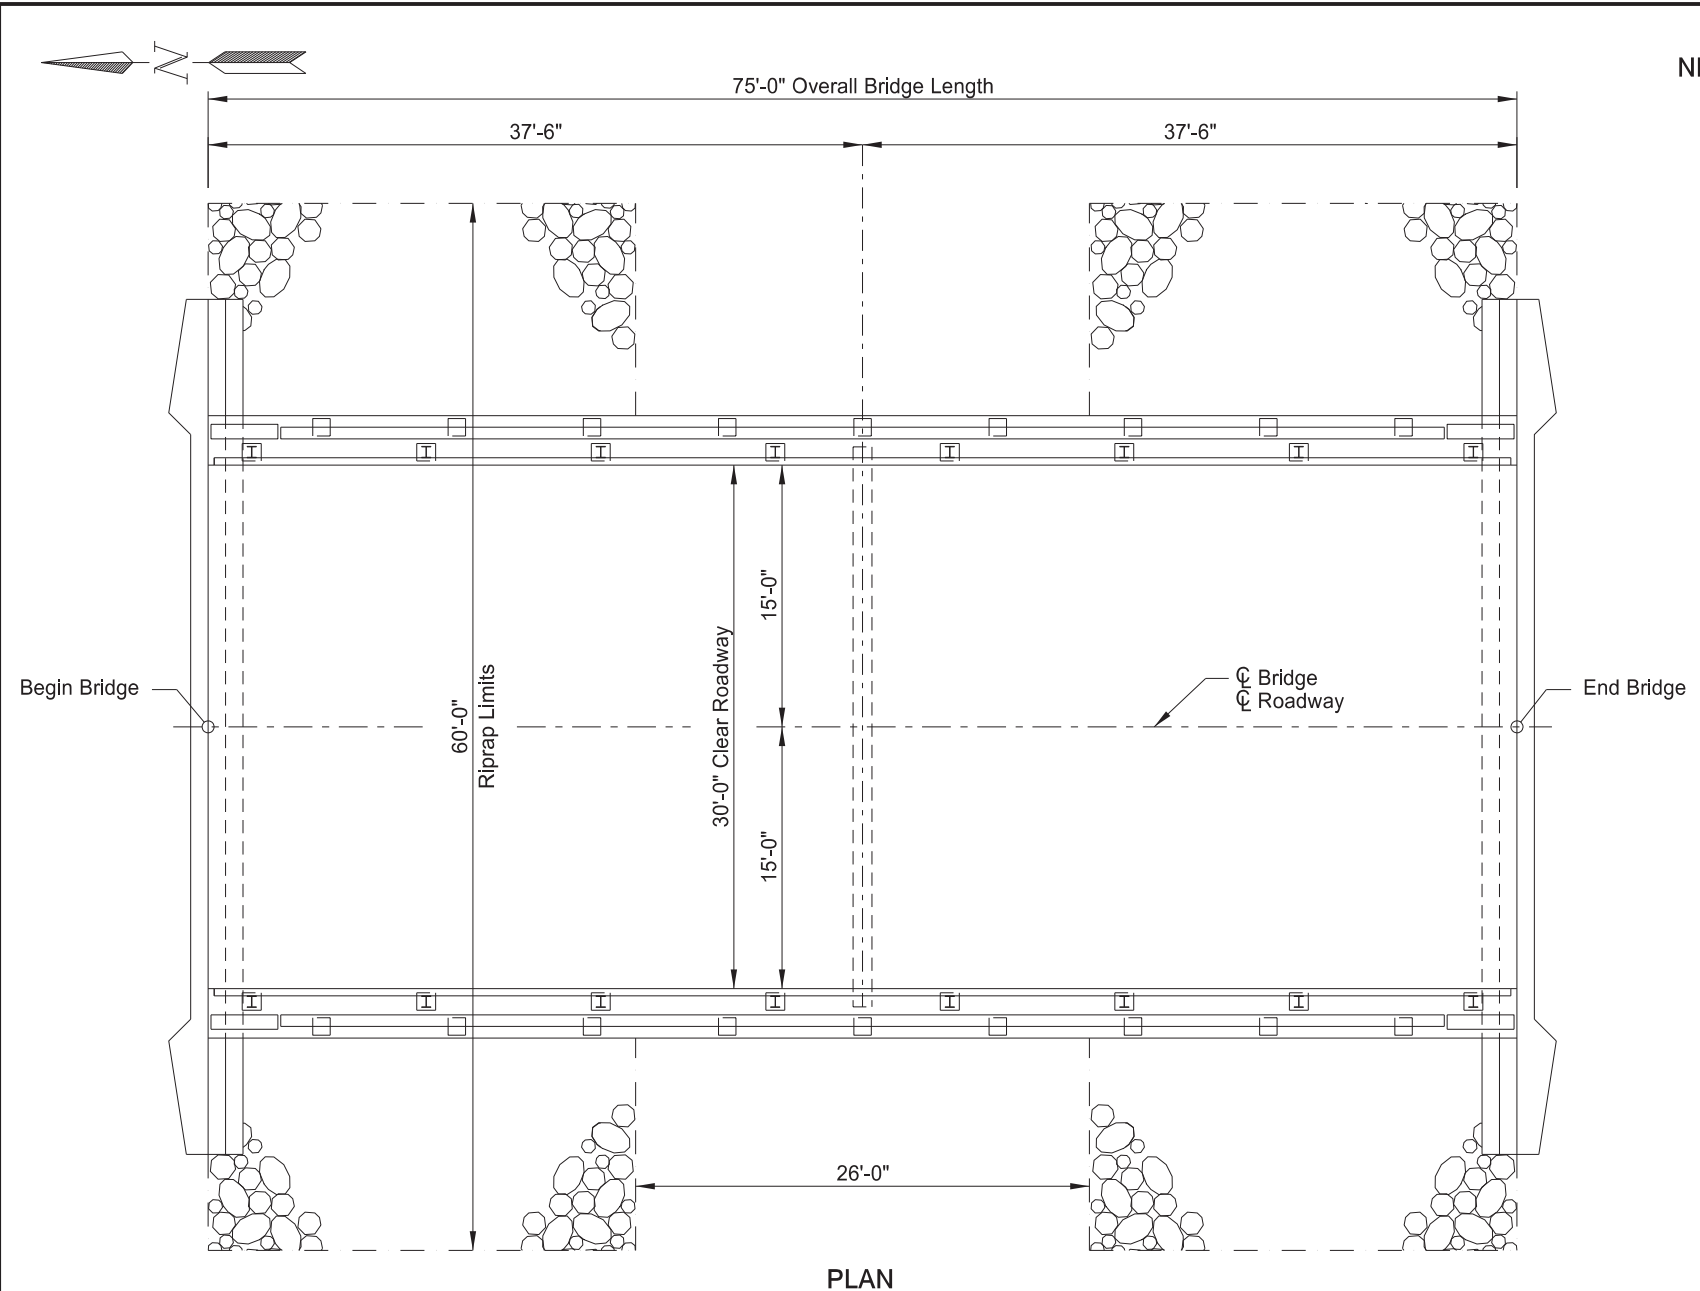 N
NI
75'-0" Overall Bridge Length
37'-6"
37'-6"
Begin Bridge
60'-0"
Riprap Limits
30'-0" Clear Roadway
15'-0"
15'-0"
℄ Bridge
℄ Roadway
End Bridge
26'-0"
PLAN